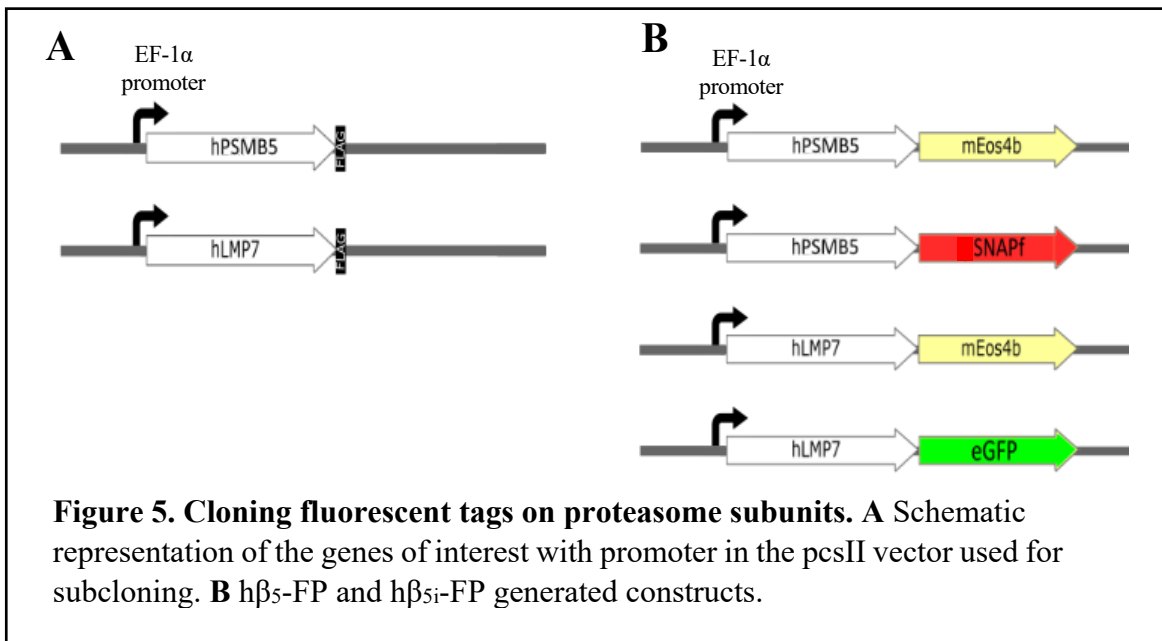 A
EF-1α
promoter
hPSMB5
FLAG
hLMP7
FLAG
B
EF-1α
promoter
hPSMB5
mEos4b
hPSMB5
SNAPf
hLMP7
mEos4b
hLMP7
eGFP
Figure 5. Cloning fluorescent tags on proteasome subunits. A Schematic
representation of the genes of interest with promoter in the pcsII vector used for
subcloning. B hβ₅-FP and hβ₅ᵢ-FP generated constructs.